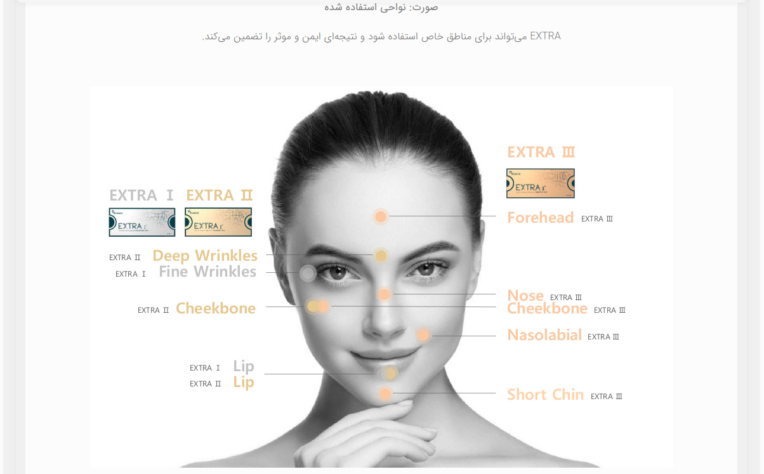 صورت: نواحی استفاده شده
EXTRA می‌تواند برای مناطق خاص استفاده شود و نتیجه‌ای ایمن و موثر را تضمین می‌کند.
EXTRA Ⅲ
EXTRA Ⅰ EXTRA Ⅱ
EXTRA
EXTRA
EXTRA
Forehead EXTRA Ⅲ
EXTRA Ⅱ Deep Wrinkles
EXTRA Ⅰ Fine Wrinkles
Nose EXTRA Ⅲ
EXTRA Ⅱ Cheekbone
Cheekbone EXTRA Ⅲ
Nasolabial EXTRA Ⅲ
EXTRA Ⅰ Lip
EXTRA Ⅱ Lip
Short Chin EXTRA Ⅲ